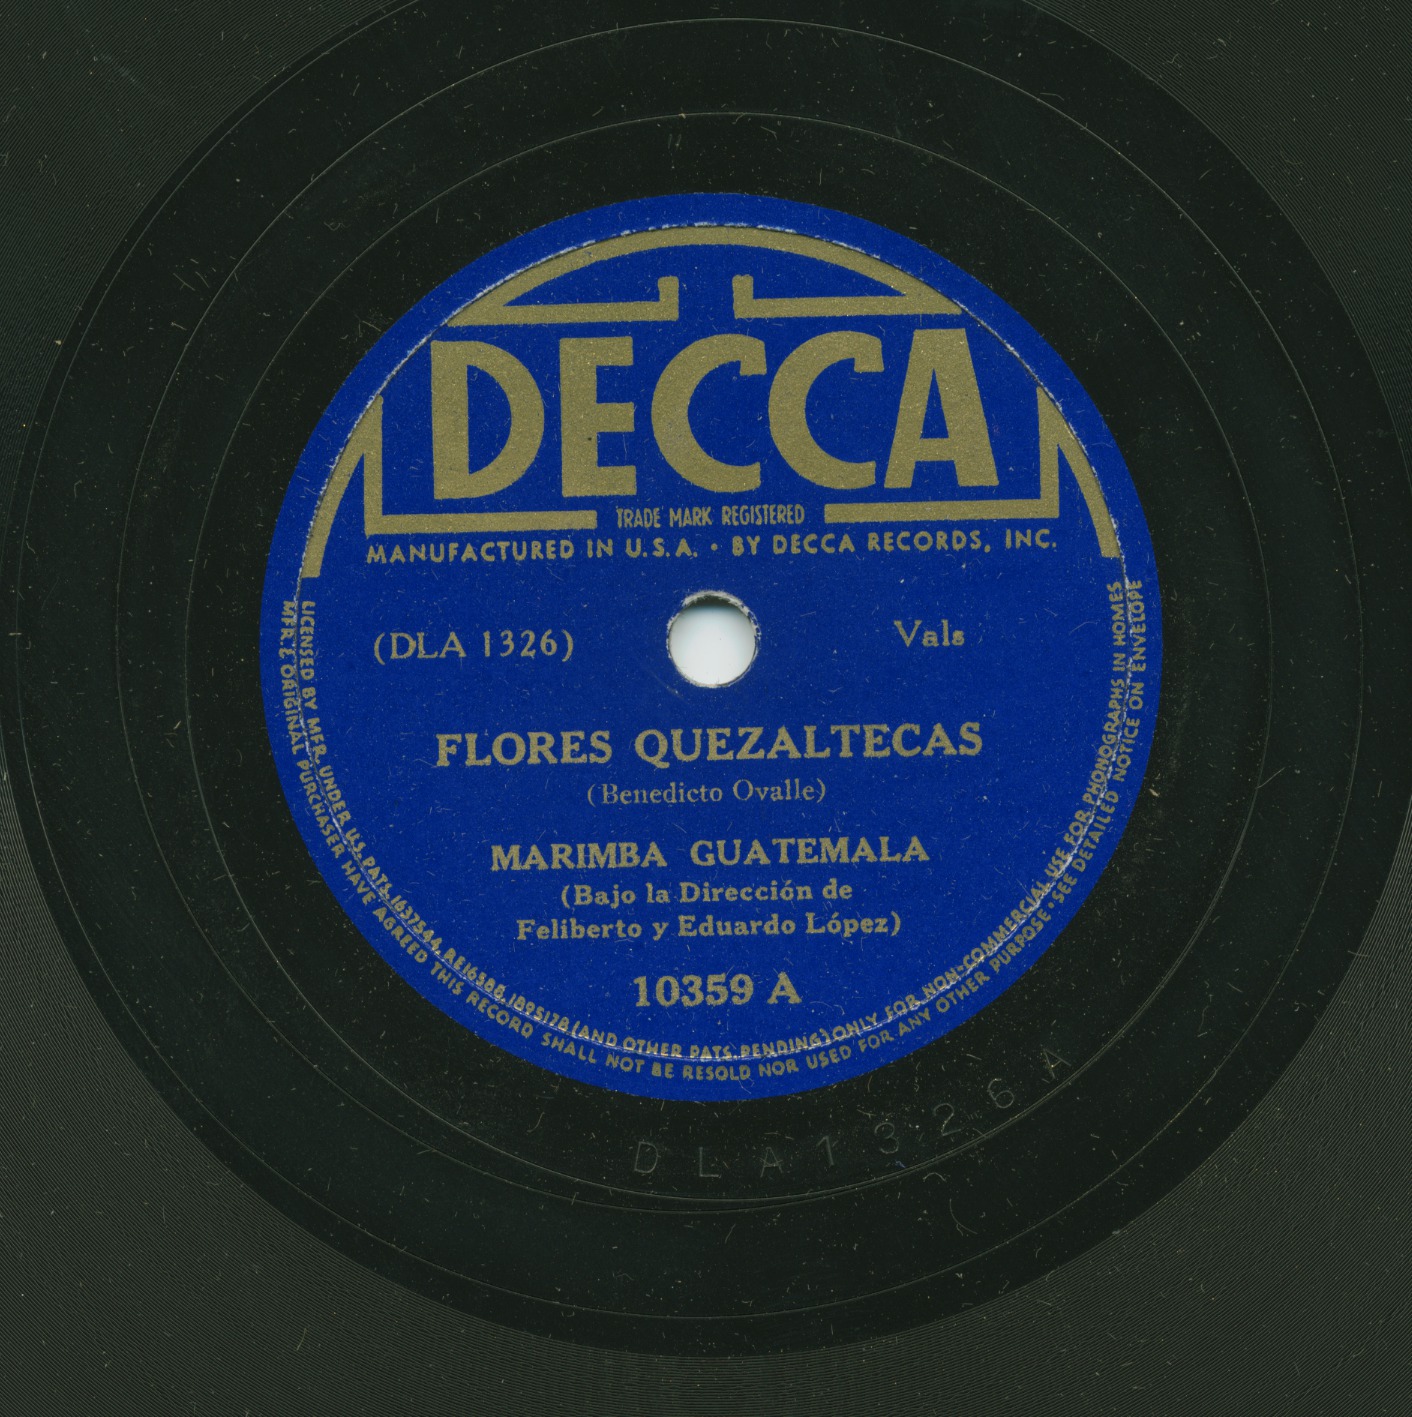 DECCA
TRADE MARK REGISTERED
MANUFACTURED IN U.S.A. • BY DECCA RECORDS, INC.
(DLA 1326)
Vals
FLORES QUEZALTECAS
(Benedicto Ovalle)
MARIMBA GUATEMALA
(Bajo la Dirección de
Feliberto y Eduardo López)
10359 A
LICENSED BY MFR. UNDER U.S. PATS. 1637544, RE16588, 1895178 (AND OTHER PATS. PENDING) ONLY FOR NON-COMMERCIAL USE FOR PHONOGRAPHS IN HOMES
MFR. & ORIGINAL PURCHASER HAVE AGREED THIS RECORD SHALL NOT BE RESOLD NOR USED FOR ANY OTHER PURPOSE • SEE DETAILED NOTICE ON ENVELOPE
DLA 1326 A